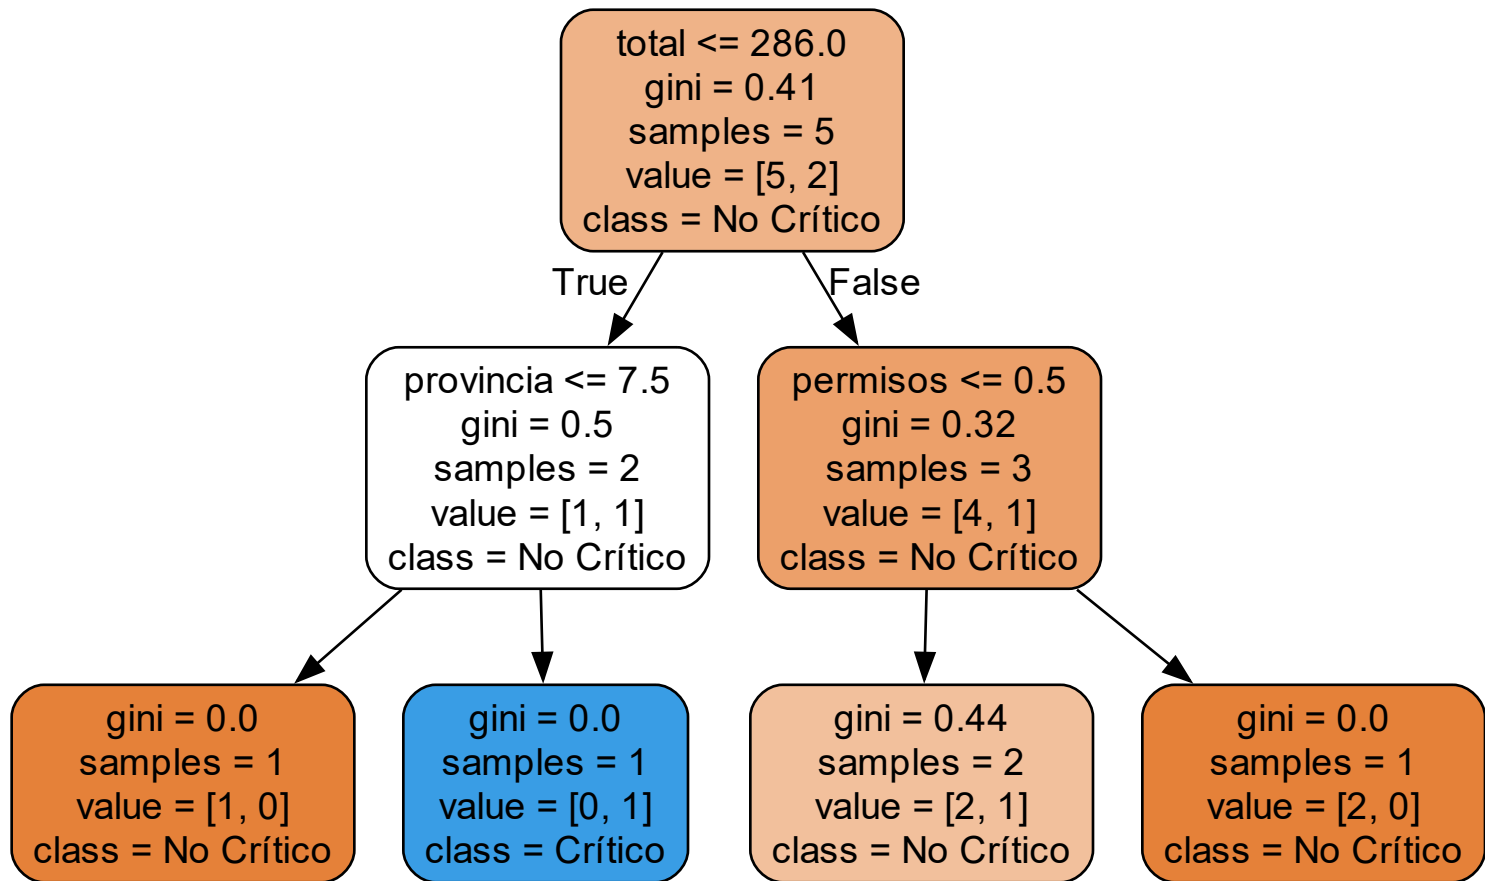 total <= 286.0
gini = 0.41
samples = 5
value = [5, 2]
class = No Crítico
True
False
provincia <= 7.5
gini = 0.5
samples = 2
value = [1, 1]
class = No Crítico
permisos <= 0.5
gini = 0.32
samples = 3
value = [4, 1]
class = No Crítico
gini = 0.0
samples = 1
value = [1, 0]
class = No Crítico
gini = 0.0
samples = 1
value = [0, 1]
class = Crítico
gini = 0.44
samples = 2
value = [2, 1]
class = No Crítico
gini = 0.0
samples = 1
value = [2, 0]
class = No Crítico